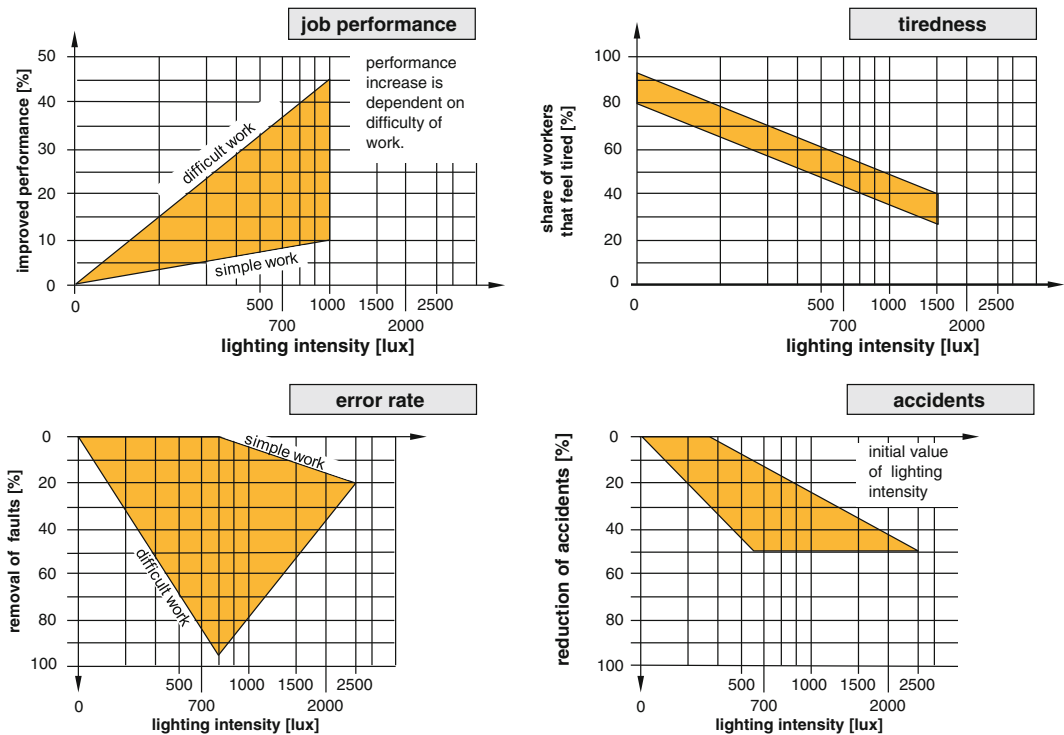 job performance
improved performance [%]
50
40
30
20
10
0
difficult work
simple work
performance
increase is
dependent on
difficulty of
work.
0
500
1000
1500
2500
700
2000
lighting intensity [lux]
tiredness
share of workers
that feel tired [%]
100
80
60
40
20
0
0
500
1000
1500
2500
700
2000
lighting intensity [lux]
error rate
removal of faults [%]
0
20
40
60
80
100
simple work
difficult work
500
1000
1500
2500
0
700
2000
lighting intensity [lux]
accidents
reduction of accidents [%]
0
20
40
60
80
100
initial value
of lighting
intensity
500
1000
1500
2500
0
700
2000
lighting intensity [lux]